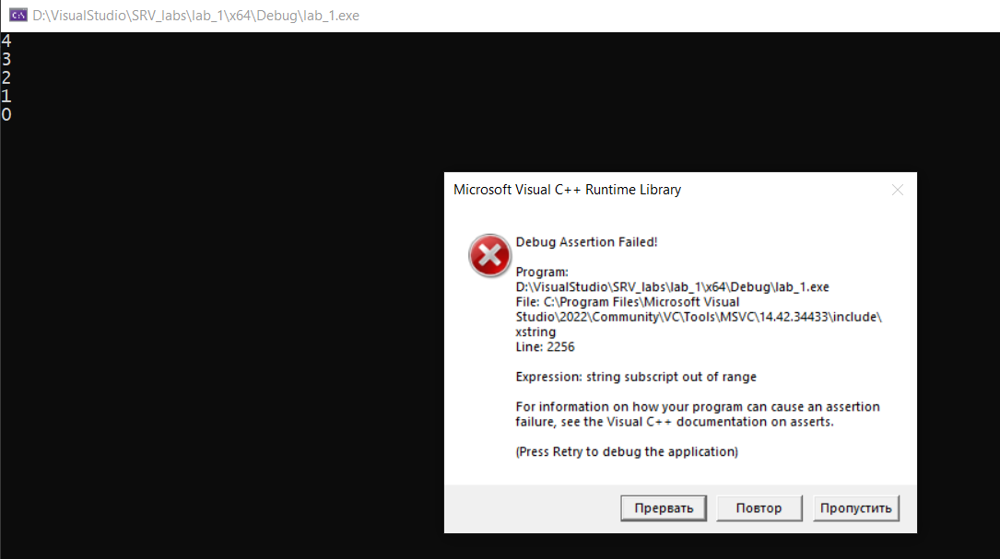 D:\VisualStudio\SRV_labs\lab_1\x64\Debug\lab_1.exe
4
3
2
1
0
Microsoft Visual C++ Runtime Library
Debug Assertion Failed!
Program:
D:\VisualStudio\SRV_labs\lab_1\x64\Debug\lab_1.exe
File: C:\Program Files\Microsoft Visual
Studio\2022\Community\VC\Tools\MSVC\14.42.34433\include\
xstring
Line: 2256
Expression: string subscript out of range
For information on how your program can cause an assertion
failure, see the Visual C++ documentation on asserts.
(Press Retry to debug the application)
Прервать
Повтор
Пропустить